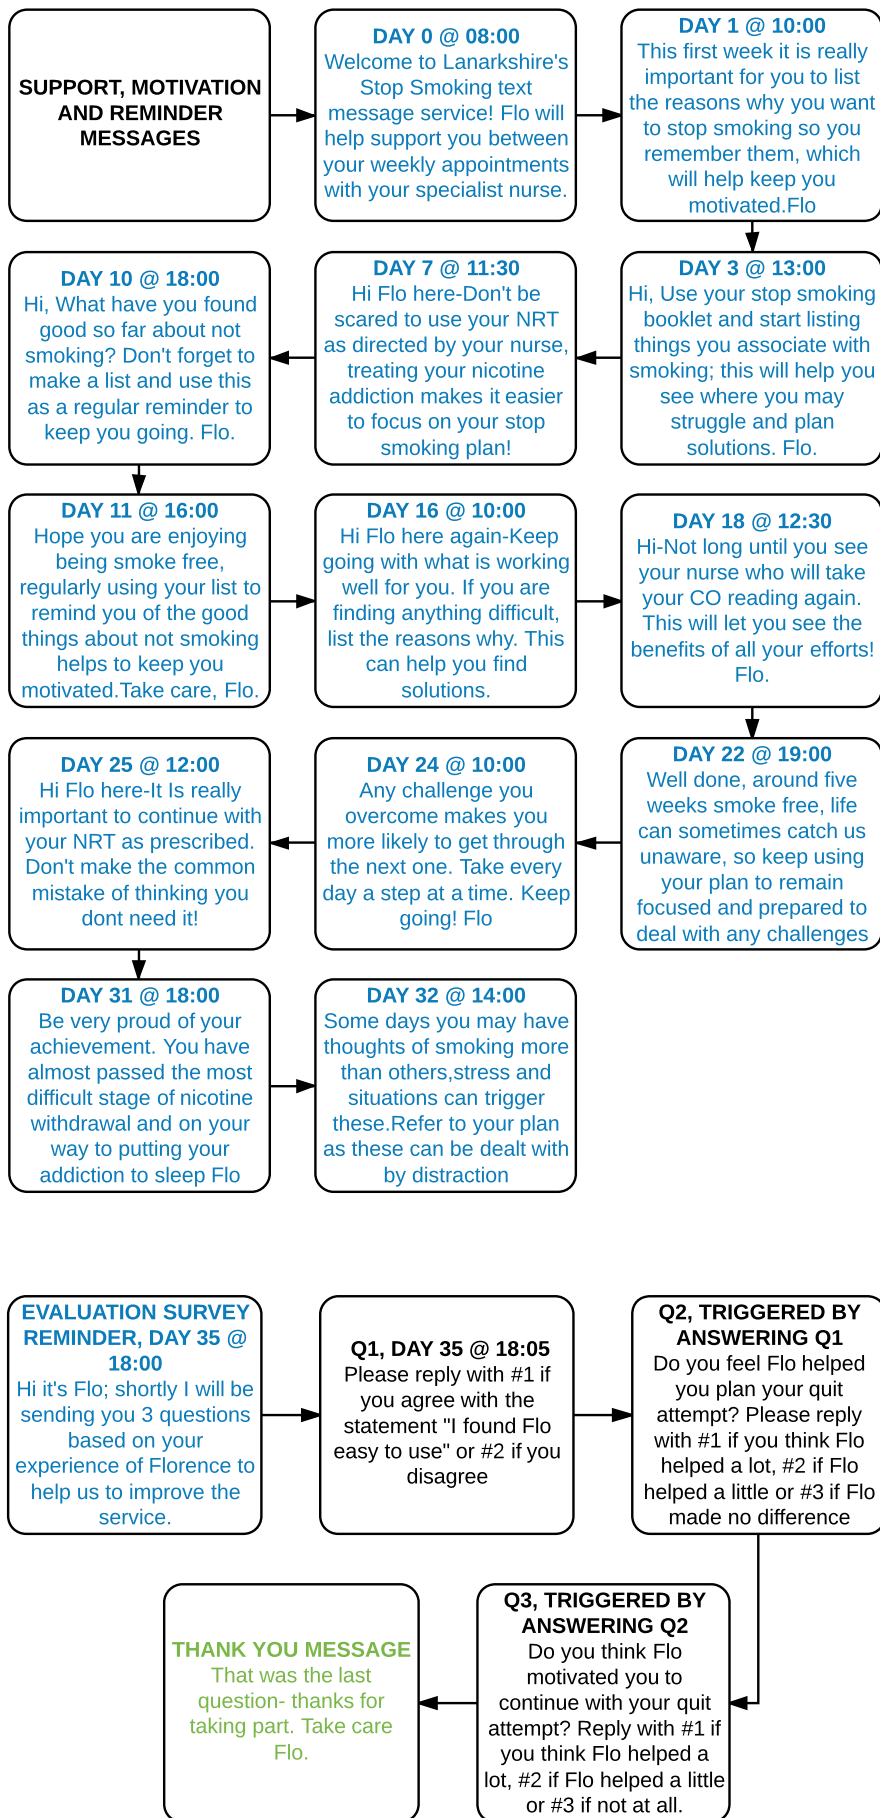 SUPPORT, MOTIVATION
AND REMINDER
MESSAGES
DAY 0 @ 08:00
Welcome to Lanarkshire's
Stop Smoking text
message service! Flo will
help support you between
your weekly appointments
with your specialist nurse.
DAY 1 @ 10:00
This first week it is really
important for you to list
the reasons why you want
to stop smoking so you
remember them, which
will help keep you
motivated.Flo
DAY 3 @ 13:00
Hi, Use your stop smoking
booklet and start listing
things you associate with
smoking; this will help you
see where you may
struggle and plan
solutions. Flo.
DAY 7 @ 11:30
Hi Flo here-Don't be
scared to use your NRT
as directed by your nurse,
treating your nicotine
addiction makes it easier
to focus on your stop
smoking plan!
DAY 10 @ 18:00
Hi, What have you found
good so far about not
smoking? Don't forget to
make a list and use this
as a regular reminder to
keep you going. Flo.
DAY 11 @ 16:00
Hope you are enjoying
being smoke free,
regularly using your list to
remind you of the good
things about not smoking
helps to keep you
motivated.Take care, Flo.
DAY 16 @ 10:00
Hi Flo here again-Keep
going with what is working
well for you. If you are
finding anything difficult,
list the reasons why. This
can help you find
solutions.
DAY 18 @ 12:30
Hi-Not long until you see
your nurse who will take
your CO reading again.
This will let you see the
benefits of all your efforts!
Flo.
DAY 22 @ 19:00
Well done, around five
weeks smoke free, life
can sometimes catch us
unaware, so keep using
your plan to remain
focused and prepared to
deal with any challenges
DAY 24 @ 10:00
Any challenge you
overcome makes you
more likely to get through
the next one. Take every
day a step at a time. Keep
going! Flo
DAY 25 @ 12:00
Hi Flo here-It Is really
important to continue with
your NRT as prescribed.
Don't make the common
mistake of thinking you
dont need it!
DAY 31 @ 18:00
Be very proud of your
achievement. You have
almost passed the most
difficult stage of nicotine
withdrawal and on your
way to putting your
addiction to sleep Flo
DAY 32 @ 14:00
Some days you may have
thoughts of smoking more
than others,stress and
situations can trigger
these.Refer to your plan
as these can be dealt with
by distraction
EVALUATION SURVEY
REMINDER, DAY 35 @
18:00
Hi it's Flo; shortly I will be
sending you 3 questions
based on your
experience of Florence to
help us to improve the
service.
Q1, DAY 35 @ 18:05
Please reply with #1 if
you agree with the
statement "I found Flo
easy to use" or #2 if you
disagree
Q2, TRIGGERED BY
ANSWERING Q1
Do you feel Flo helped
you plan your quit
attempt? Please reply
with #1 if you think Flo
helped a lot, #2 if Flo
helped a little or #3 if Flo
made no difference
Q3, TRIGGERED BY
ANSWERING Q2
Do you think Flo
motivated you to
continue with your quit
attempt? Reply with #1 if
you think Flo helped a
lot, #2 if Flo helped a little
or #3 if not at all.
THANK YOU MESSAGE
That was the last
question- thanks for
taking part. Take care
Flo.